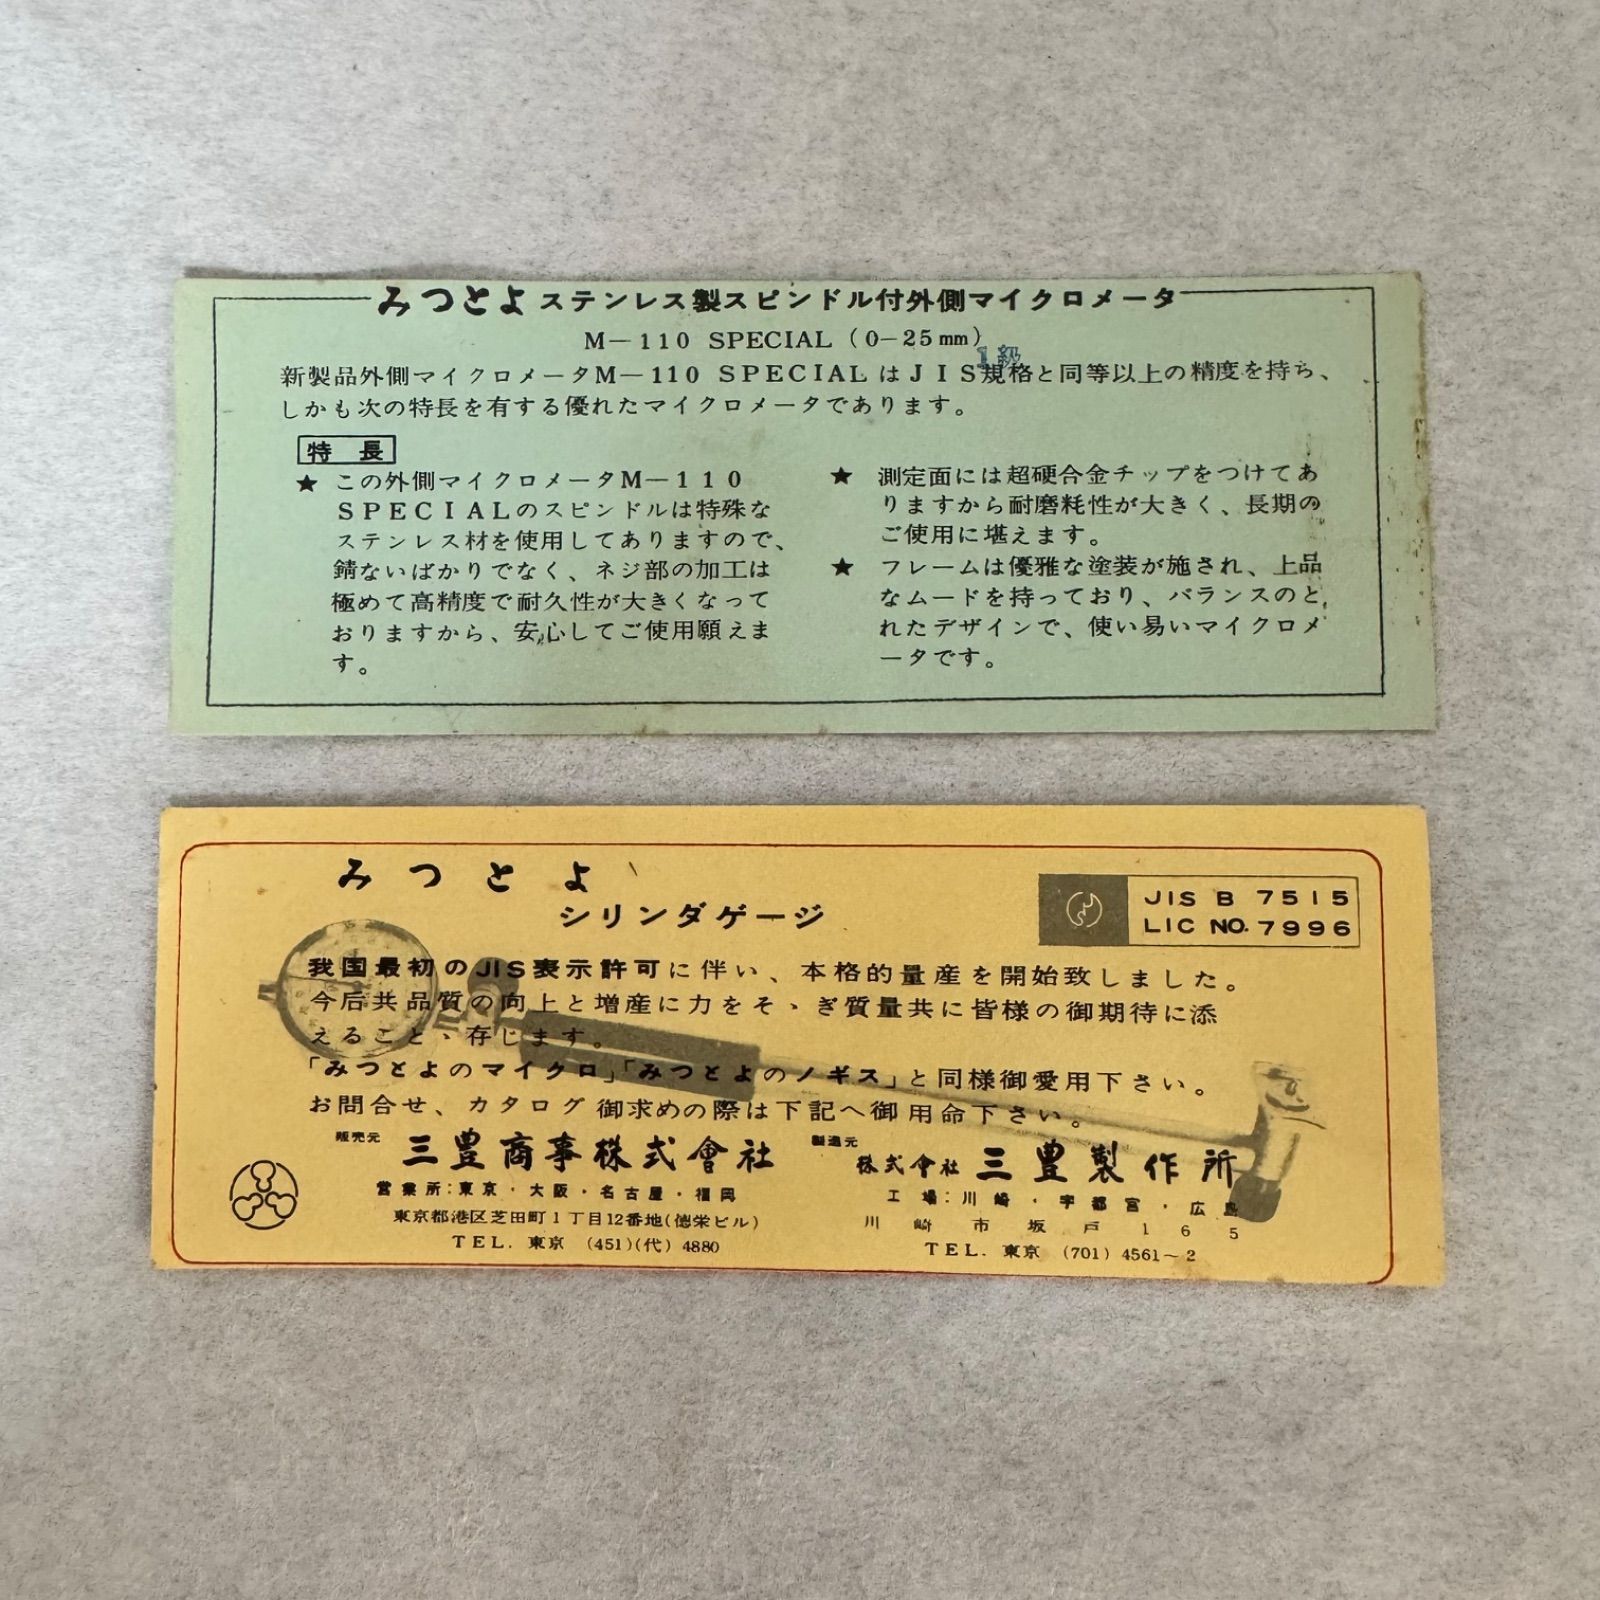 みつとよ ステンレス製スピンドル付外側マイクロメータ
M—110 SPECIAL (0—25mm)
1級
新製品外側マイクロメータM—110 SPECIALはJIS規格と同等以上の精度を持ち、
しかも次の特長を有する優れたマイクロメータであります。
特長
★ この外側マイクロメータM—110
SPECIALのスピンドルは特殊な
ステンレス材を使用してありますので、
錆ないばかりでなく、ネジ部の加工は
極めて高精度で耐久性が大きくなって
おりますから、安心してご使用願えま
す。
★ 測定面には超硬合金チップをつけてあ
りますから耐磨耗性が大きく、長期の
ご使用に堪えます。
★ フレームは優雅な塗装が施され、上品
なムードを持っており、バランスのと
れたデザインで、使い易いマイクロメ
ータです。
みつとよ
シリンダゲージ
JIS B 7515
LIC NO. 7996
我国最初のJIS表示許可に伴い、本格的量産を開始致しました。
今后共品質の向上と増産に力をそゝぎ質量共に皆様の御期待に添
えることゝ存じます。
「みつとよのマイクロ」「みつとよのノギス」と同様御愛用下さい。
お問合せ、カタログ御求めの際は下記へ御用命下さい。
販売元 三豊商事株式會社
営業所:東京・大阪・名古屋・福岡
東京都港区芝田町1丁目12番地(徳栄ビル)
TEL. 東京 (451)(代) 4880
製造元 株式會社 三豊製作所
工場:川崎・宇都宮・広島
川崎市坂戸165
TEL. 東京 (701) 4561~2